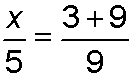 x/5 = (3+9)/9